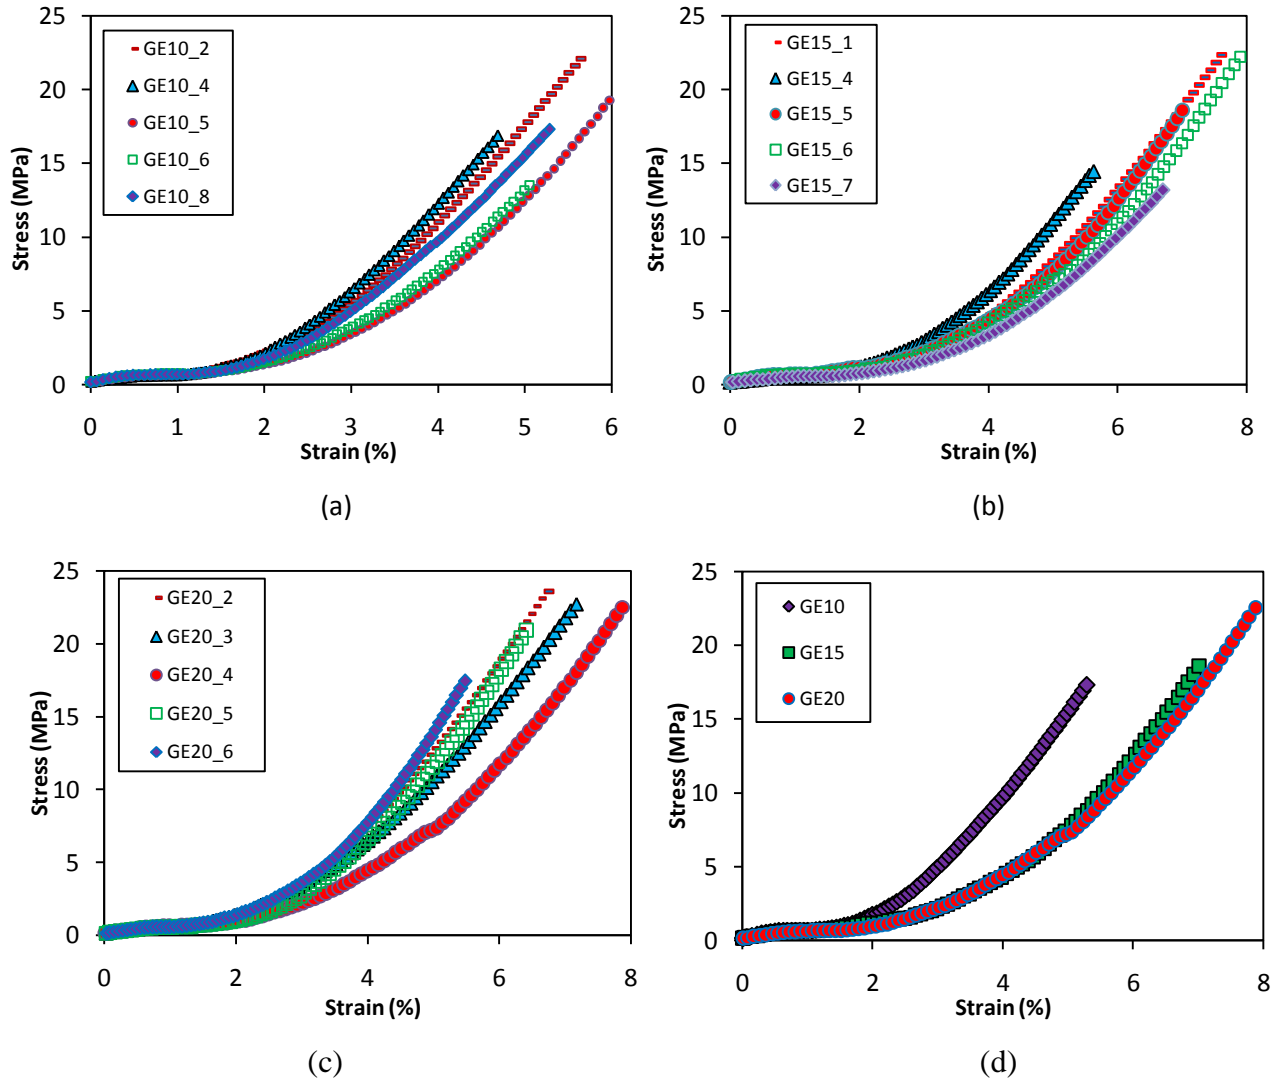 25
20
15
10
5
0
Stress (MPa)
GE10_2
GE10_4
GE10_5
GE10_6
GE10_8
0 1 2 3 4 5 6
Strain (%)
(a)
25
20
15
10
5
0
Stress (MPa)
GE15_1
GE15_4
GE15_5
GE15_6
GE15_7
0 2 4 6 8
Strain (%)
(b)
25
20
15
10
5
0
Stress (MPa)
GE20_2
GE20_3
GE20_4
GE20_5
GE20_6
0 2 4 6 8
Strain (%)
(c)
25
20
15
10
5
0
Stress (MPa)
GE10
GE15
GE20
0 2 4 6 8
Strain (%)
(d)